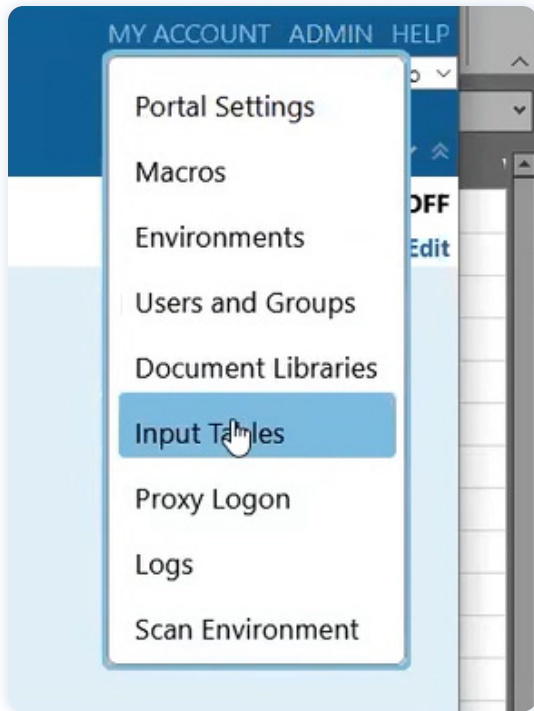 MY ACCOUNT ADMIN HELP
Portal Settings
Macros
Environments
OFF
Edit
Users and Groups
Document Libraries
Input Tables
Proxy Logon
Logs
Scan Environment